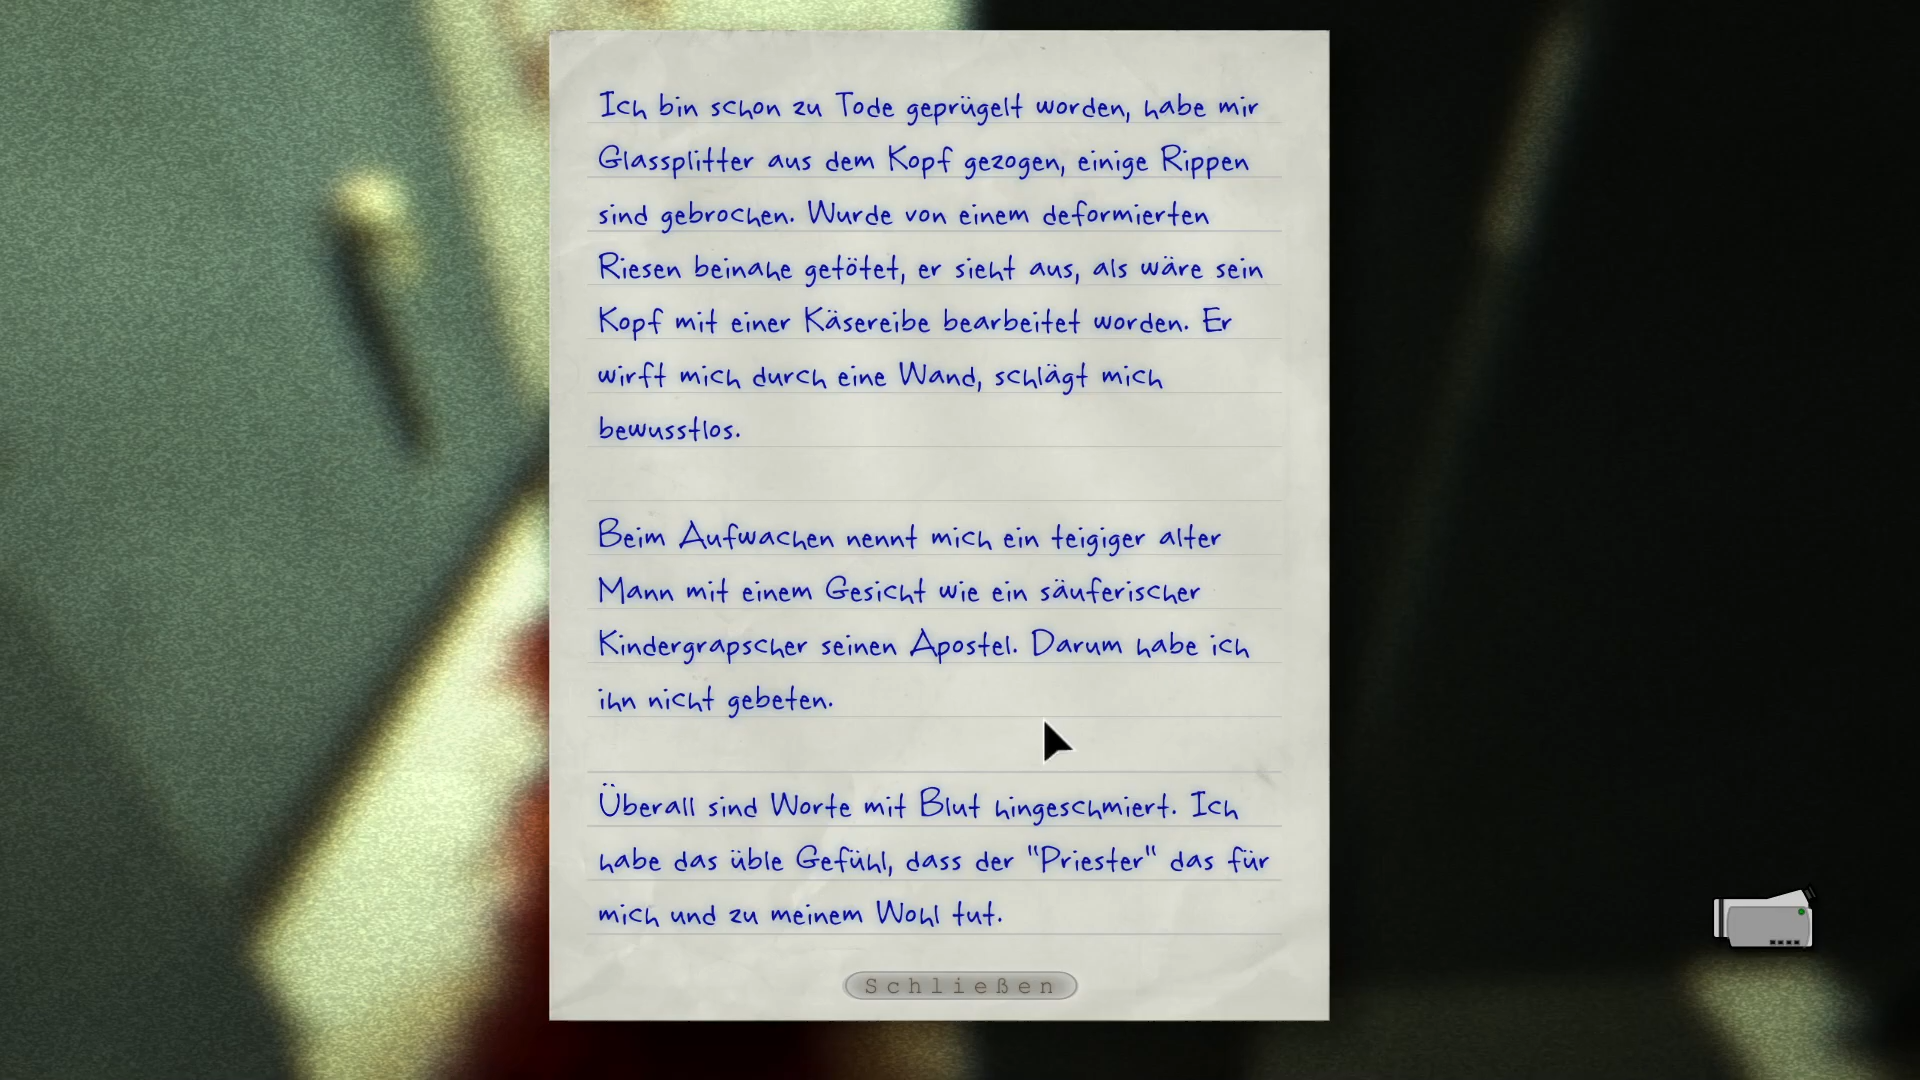 Ich bin schon zu Tode geprügelt worden, habe mir
Glassplitter aus dem Kopf gezogen, einige Rippen
sind gebrochen. Wurde von einem deformierten
Riesen beinahe getötet, er sieht aus, als wäre sein
Kopf mit einer Käsereibe bearbeitet worden. Er
wirft mich durch eine Wand, schlägt mich
bewusstlos.
Beim Aufwachen nennt mich ein teigiger alter
Mann mit einem Gesicht wie ein säuferischer
Kindergrapscher seinen Apostel. Darum habe ich
ihn nicht gebeten.
Überall sind Worte mit Blut hingeschmiert. Ich
habe das üble Gefühl, dass der "Priester" das für
mich und zu meinem Wohl tut.
Schließen